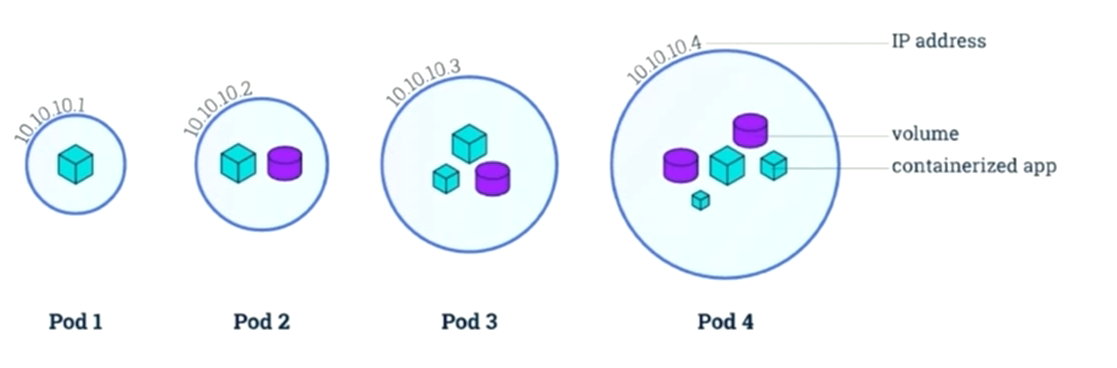 10.10.10.1
10.10.10.2
10.10.10.3
10.10.10.4
IP address
volume
containerized app
Pod 1
Pod 2
Pod 3
Pod 4